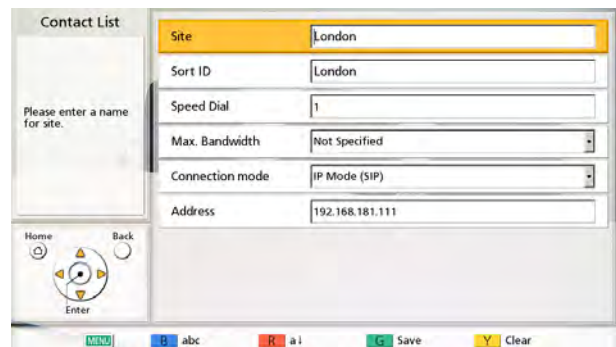 Contact List
Please enter a name
for site.
Site London
Sort ID London
Speed Dial 1
Max. Bandwidth Not Specified
Connection mode IP Mode (SIP)
Address 192.168.181.111
Home Back
Enter
MENU B abc R a↓ G Save Y Clear